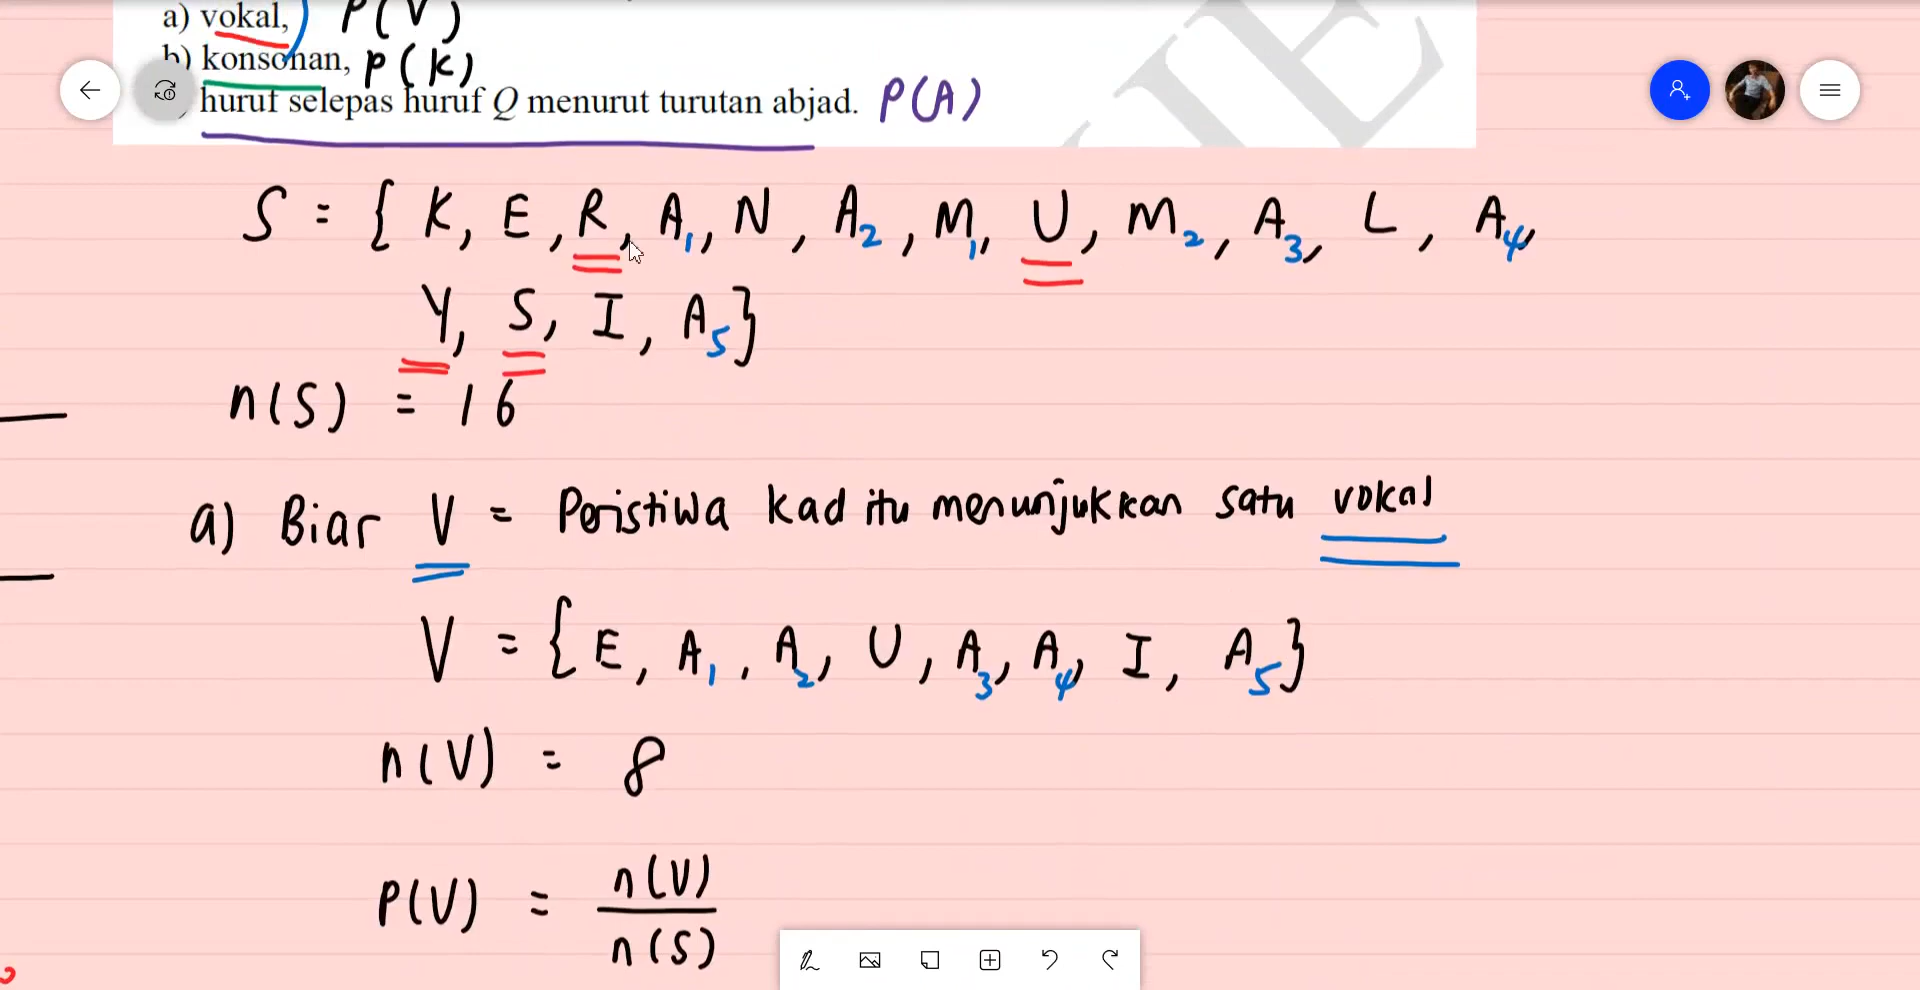 a) vokal, P(V)
b) konsonan, P(K)
huruf selepas huruf Q menurut turutan abjad. P(A)
S = { K, E, R, A1, N, A2, M1, U, M2, A3, L, A4,
Y, S, I, A5}
n(S) = 16
a) Biar V = Peristiwa kad itu menunjukkan satu vokal
V = {E, A1, A2, U, A3, A4, I, A5}
n(V) = 8
P(V) = n(V)
n(S)